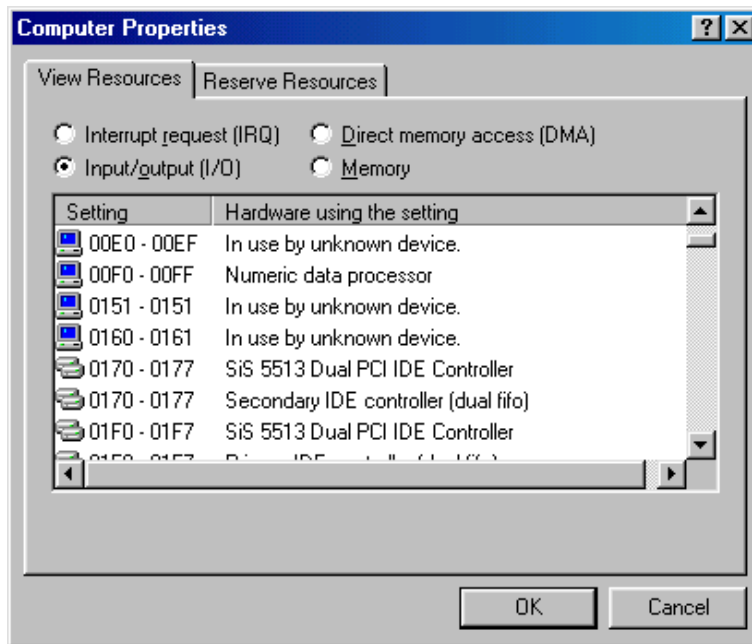 Computer Properties
View Resources Reserve Resources
Interrupt request (IRQ) Direct memory access (DMA)
Input/output (I/O) Memory
Setting Hardware using the setting
00E0 - 00EF In use by unknown device.
00F0 - 00FF Numeric data processor
0151 - 0151 In use by unknown device.
0160 - 0161 In use by unknown device.
0170 - 0177 SiS 5513 Dual PCI IDE Controller
0170 - 0177 Secondary IDE controller (dual fifo)
01F0 - 01F7 SiS 5513 Dual PCI IDE Controller
OK Cancel